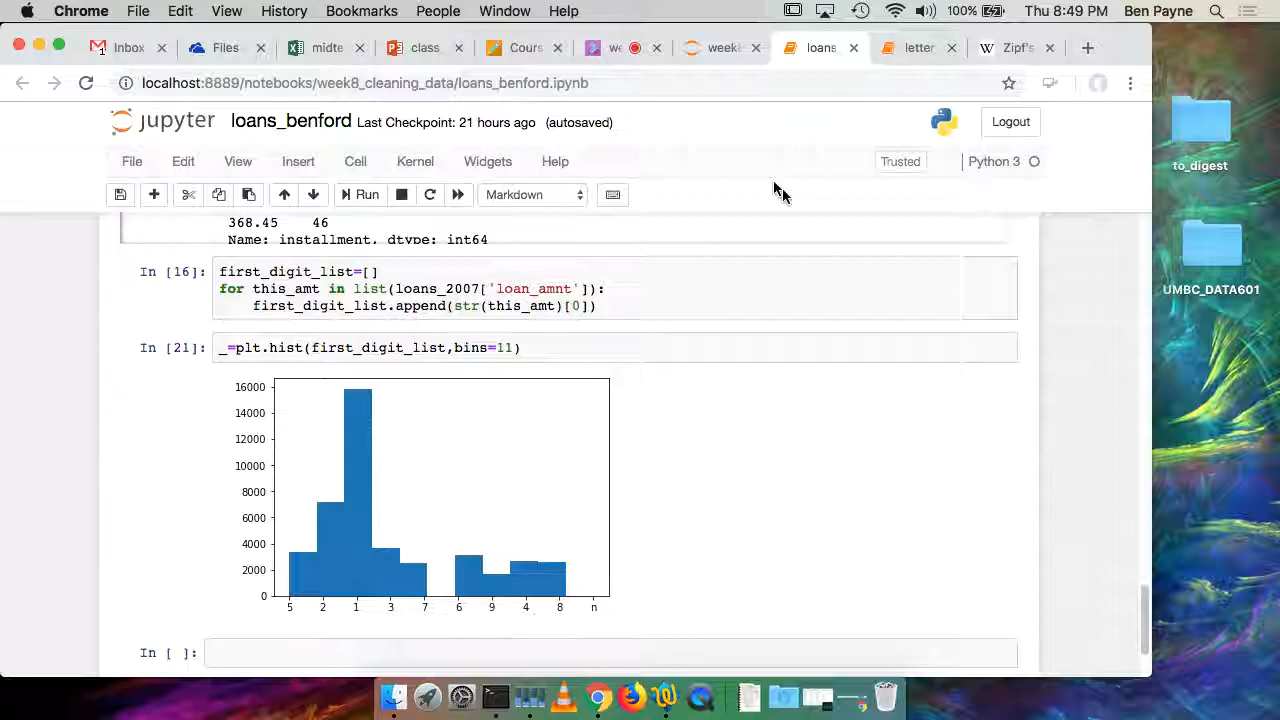 Chrome File Edit View History Bookmarks People Window Help 100% Thu 8:49 PM Ben Payne
Inbox Files midte class Cours we week loans letter Zipf's
localhost:8889/notebooks/week8_cleaning_data/loans_benford.ipynb
jupyter loans_benford Last Checkpoint: 21 hours ago (autosaved) Logout
File Edit View Insert Cell Kernel Widgets Help Trusted Python 3
Run Markdown
368.45 46
Name: installment, dtype: int64
In [16]: first_digit_list=[]
for this_amt in list(loans_2007['loan_amnt']):
first_digit_list.append(str(this_amt)[0])
In [21]: _=plt.hist(first_digit_list,bins=11)
16000
14000
12000
10000
8000
6000
4000
2000
0
5 2 1 3 7 6 9 4 8 n
In [ ]:
to_digest
UMBC_DATA601